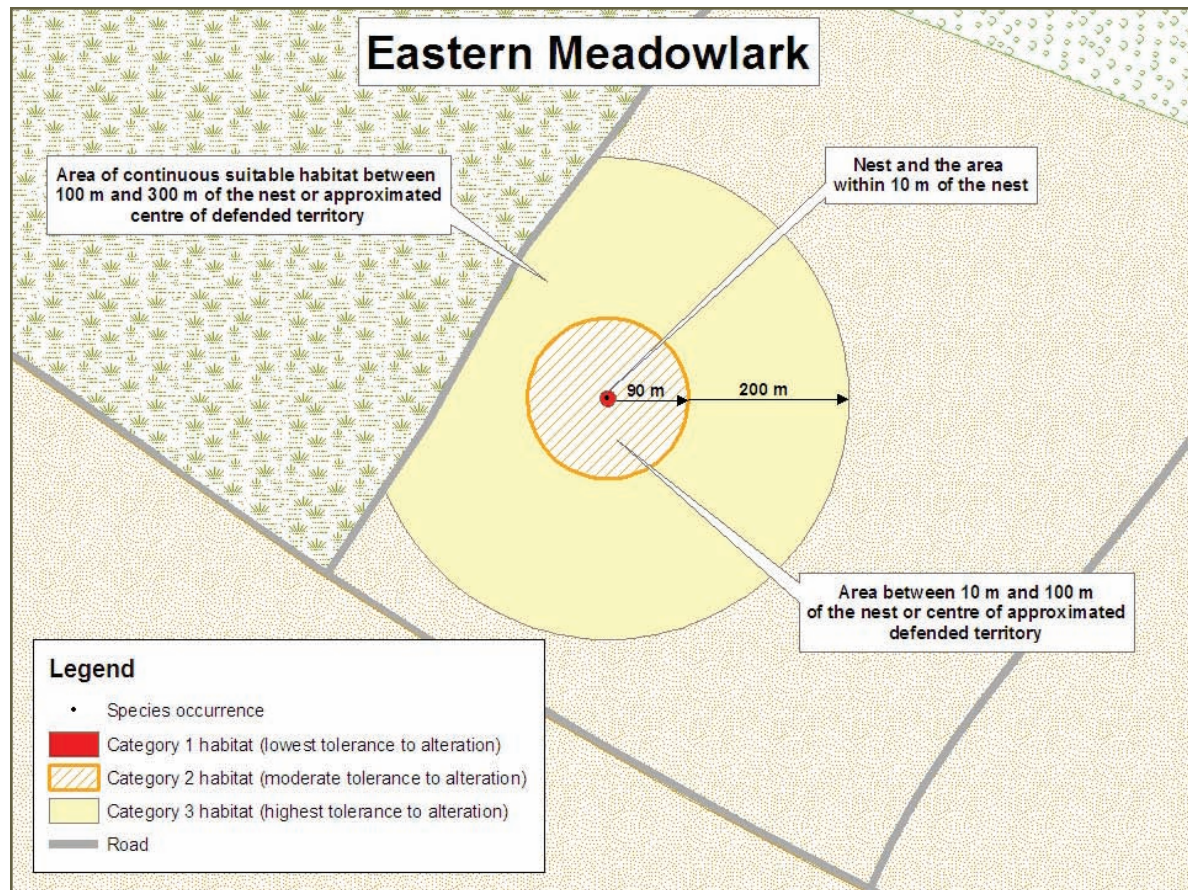 Eastern Meadowlark
Area of continuous suitable habitat between
100 m and 300 m of the nest or approximated
centre of defended territory
Nest and the area
within 10 m of the nest
90 m
200 m
Area between 10 m and 100 m
of the nest or centre of approximated
defended territory
Legend
Species occurrence
Category 1 habitat (lowest tolerance to alteration)
Category 2 habitat (moderate tolerance to alteration)
Category 3 habitat (highest tolerance to alteration)
Road